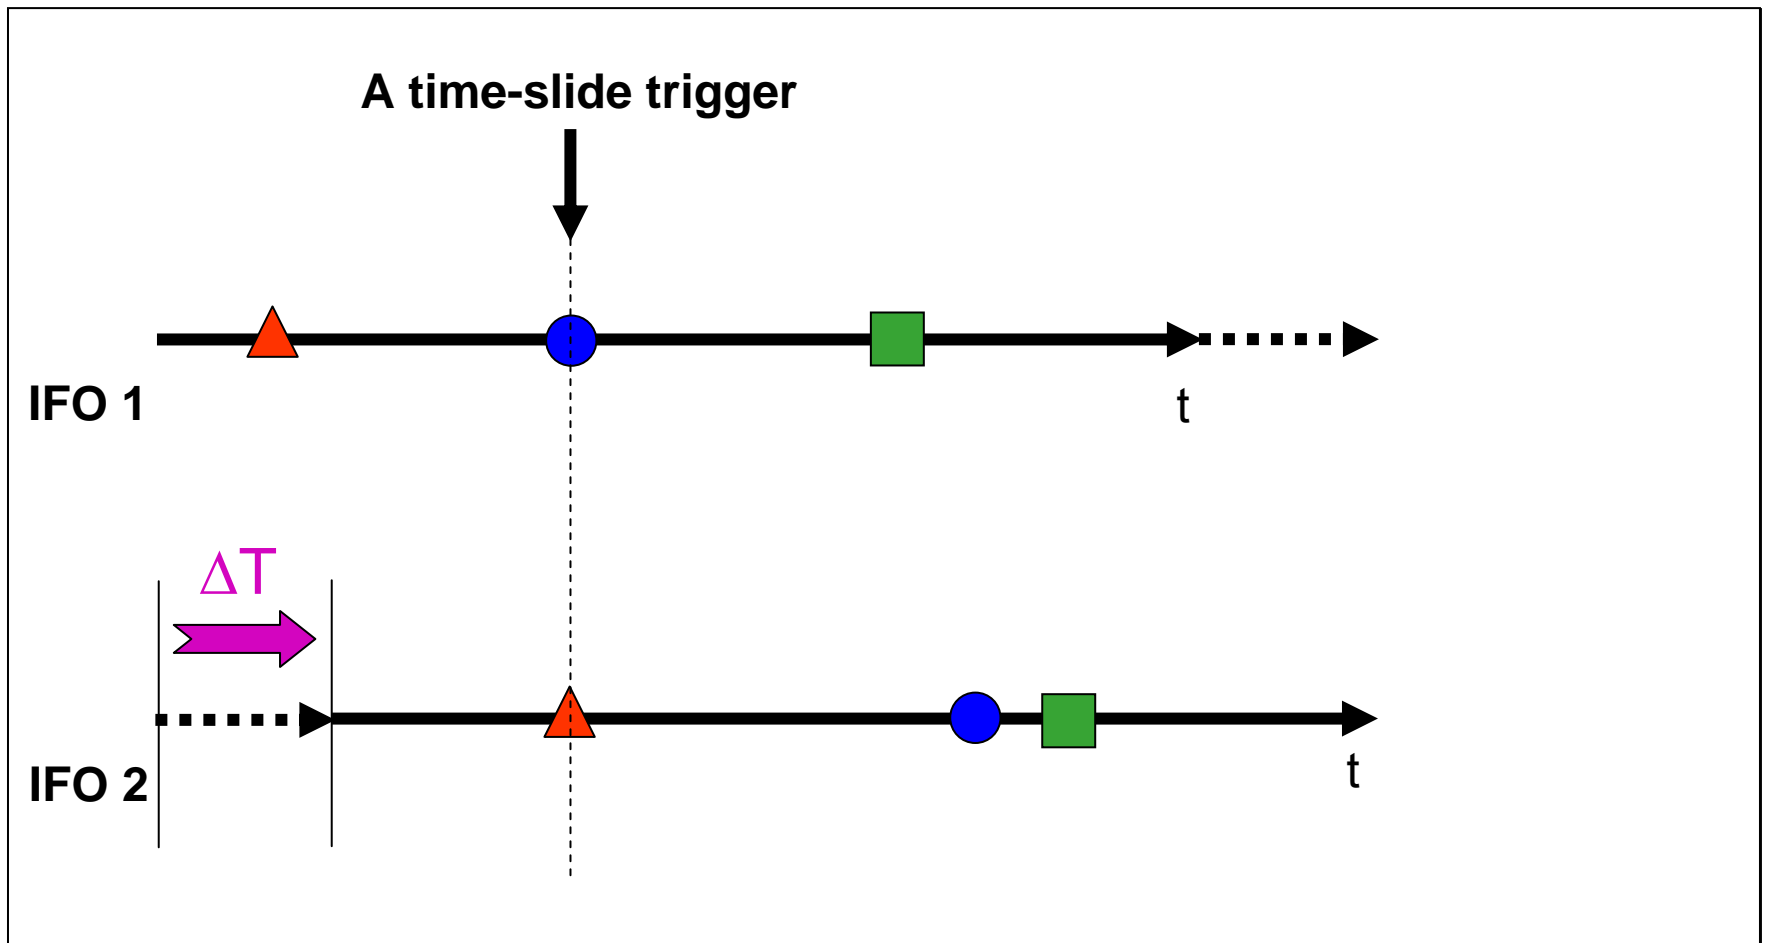 A time-slide trigger
IFO 1
t
ΔT
IFO 2
t